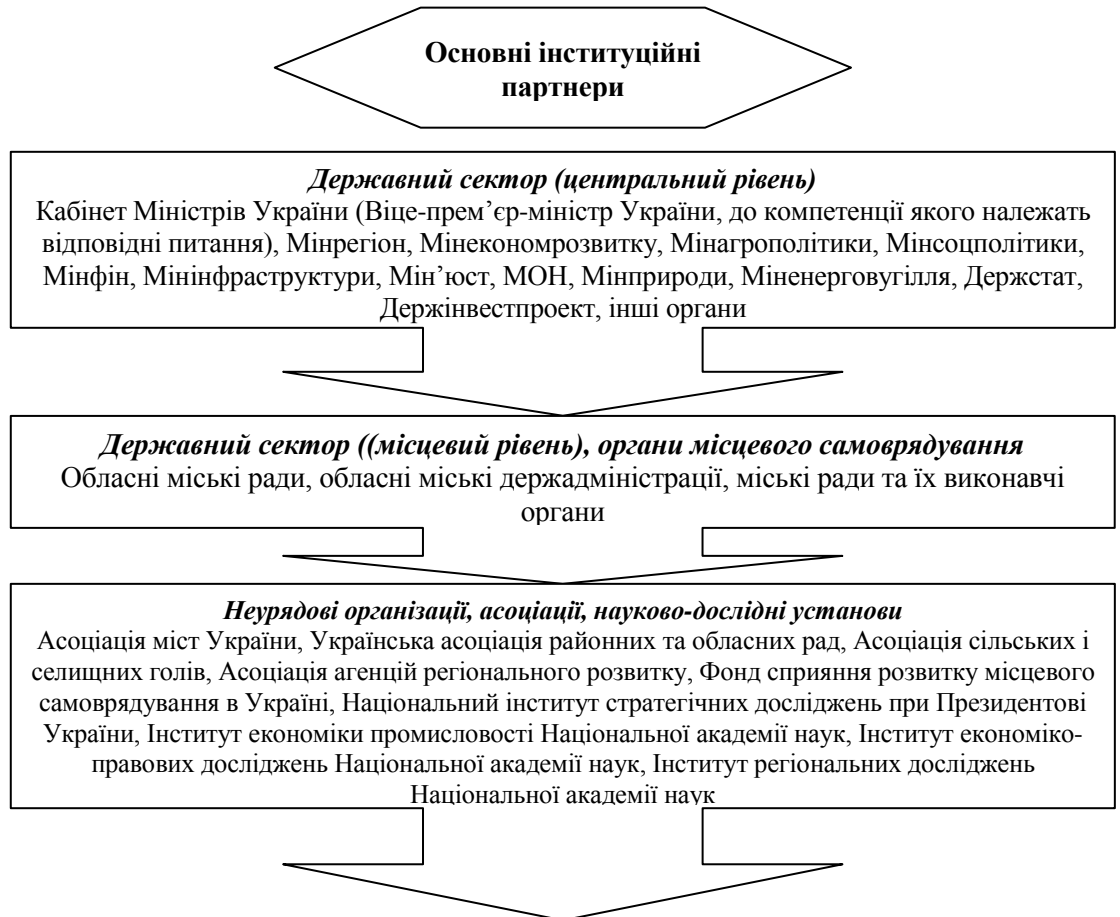 Основні інституційні
партнери
Державний сектор (центральний рівень)
Кабінет Міністрів України (Віце-прем’єр-міністр України, до компетенції якого належать
відповідні питання), Мінрегіон, Мінекономрозвитку, Мінагрополітики, Мінсоцполітики,
Мінфін, Мінінфраструктури, Мін’юст, МОН, Мінприроди, Міненерговугілля, Держстат,
Держінвестпроект, інші органи
Державний сектор ((місцевий рівень), органи місцевого самоврядування
Обласні міські ради, обласні міські держадміністрації, міські ради та їх виконавчі
органи
Неурядові організації, асоціації, науково-дослідні установи
Асоціація міст України, Українська асоціація районних та обласних рад, Асоціація сільських і
селищних голів, Асоціація агенцій регіонального розвитку, Фонд сприяння розвитку місцевого
самоврядування в Україні, Національний інститут стратегічних досліджень при Президентові
України, Інститут економіки промисловості Національної академії наук, Інститут економіко-
правових досліджень Національної академії наук, Інститут регіональних досліджень
Національної академії наук